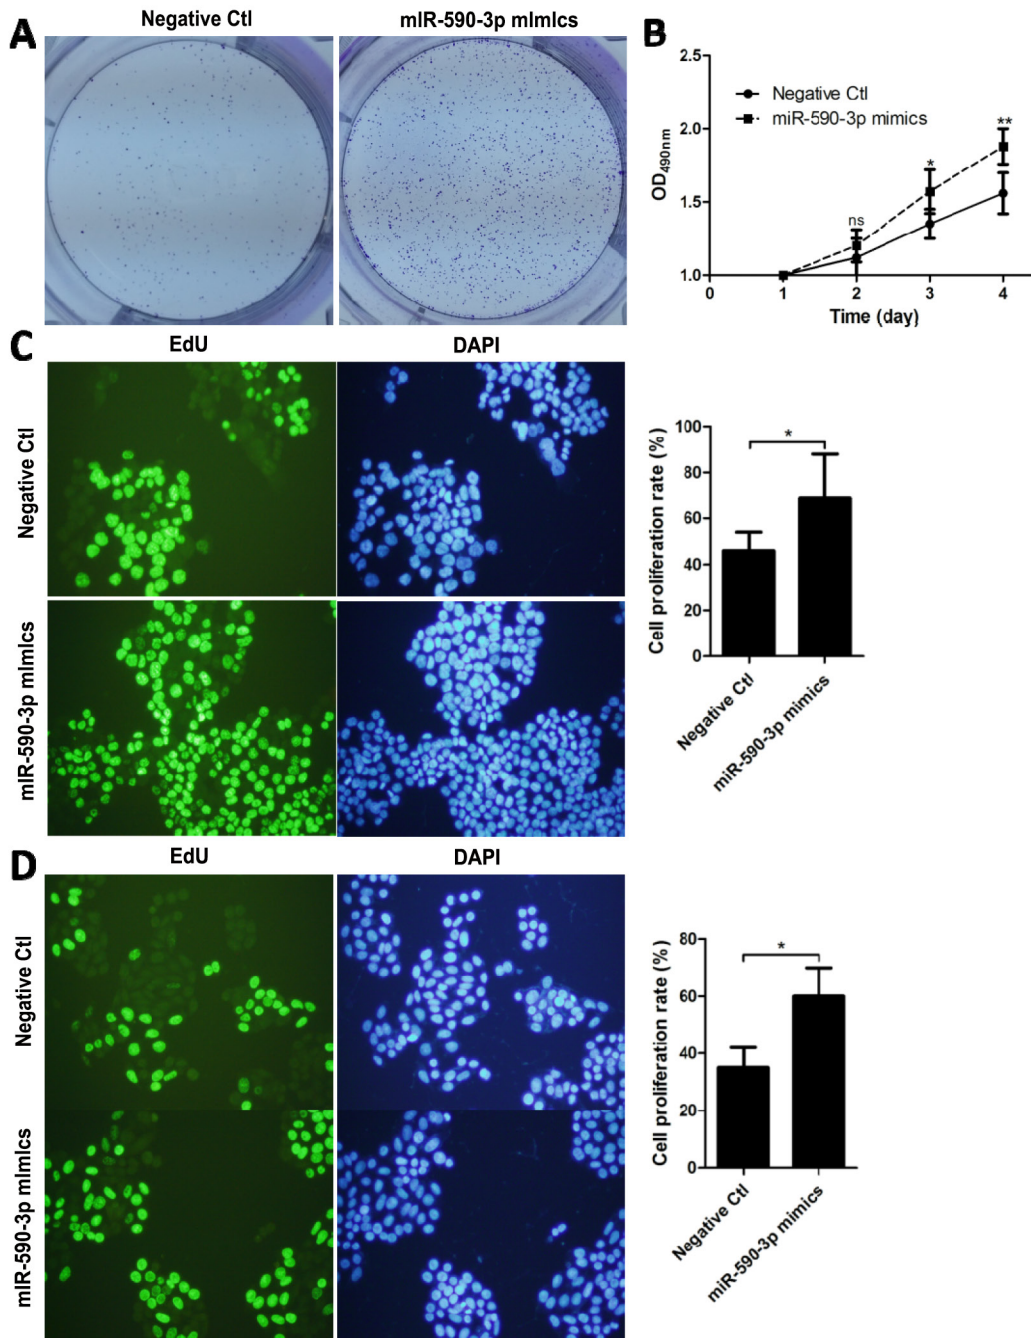 A
Negative Ctl
mIR-590-3p mImIcs
B
2.5
2.0
1.5
1.0
OD490nm
Negative Ctl
miR-590-3p mimics
ns
*
**
0
1
2
3
4
Time (day)
C
EdU
DAPI
Negative Ctl
mIR-590-3p mImIcs
Cell proliferation rate (%)
100
80
60
40
20
0
*
Negative Ctl
miR-590-3p mimics
D
EdU
DAPI
Negative Ctl
mIR-590-3p mImIcs
Cell proliferation rate (%)
80
60
40
20
0
*
Negative Ctl
miR-590-3p mimics